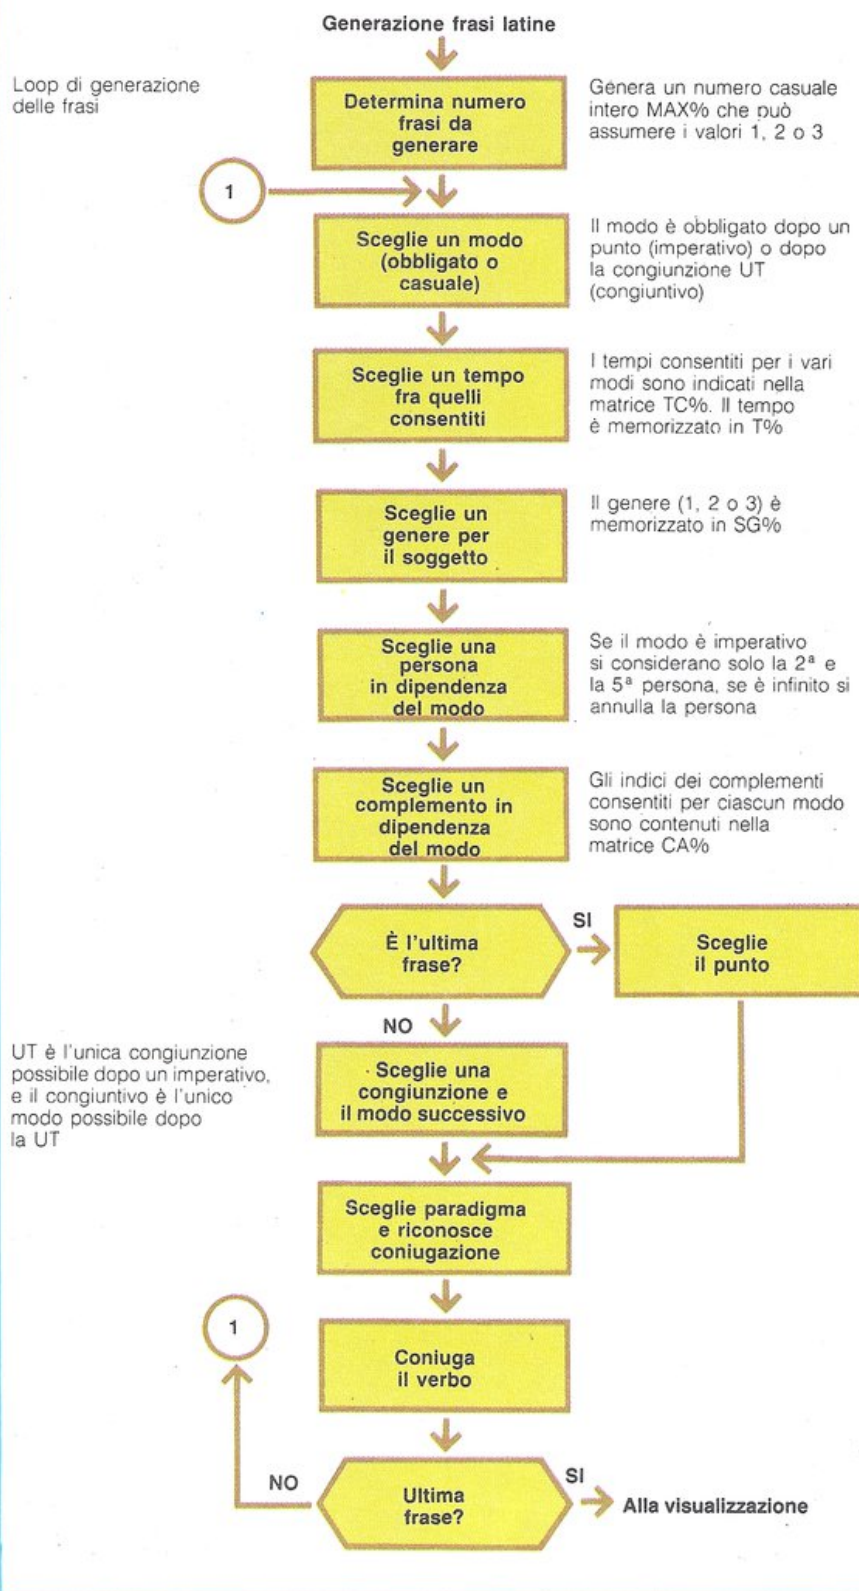 Generazione frasi latine
Loop di generazione
delle frasi
Determina numero
frasi da
generare
Genera un numero casuale
intero MAX% che può
assumere i valori 1, 2 o 3
1
Sceglie un modo
(obbligato o
casuale)
Il modo è obbligato dopo un
punto (imperativo) o dopo
la congiunzione UT
(congiuntivo)
Sceglie un tempo
fra quelli
consentiti
I tempi consentiti per i vari
modi sono indicati nella
matrice TC%. Il tempo
è memorizzato in T%
Sceglie un
genere per
il soggetto
Il genere (1, 2 o 3) è
memorizzato in SG%
Sceglie una
persona
in dipendenza
del modo
Se il modo è imperativo
si considerano solo la 2ª e
la 5ª persona, se è infinito si
annulla la persona
Sceglie un
complemento in
dipendenza
del modo
Gli indici dei complementi
consentiti per ciascun modo
sono contenuti nella
matrice CA%
È l'ultima
frase?
SI
Sceglie
il punto
NO
UT è l'unica congiunzione
possibile dopo un imperativo,
e il congiuntivo è l'unico
modo possibile dopo
la UT
Sceglie una
congiunzione e
il modo successivo
Sceglie paradigma
e riconosce
coniugazione
1
Coniuga
il verbo
NO
Ultima
frase?
SI
Alla visualizzazione